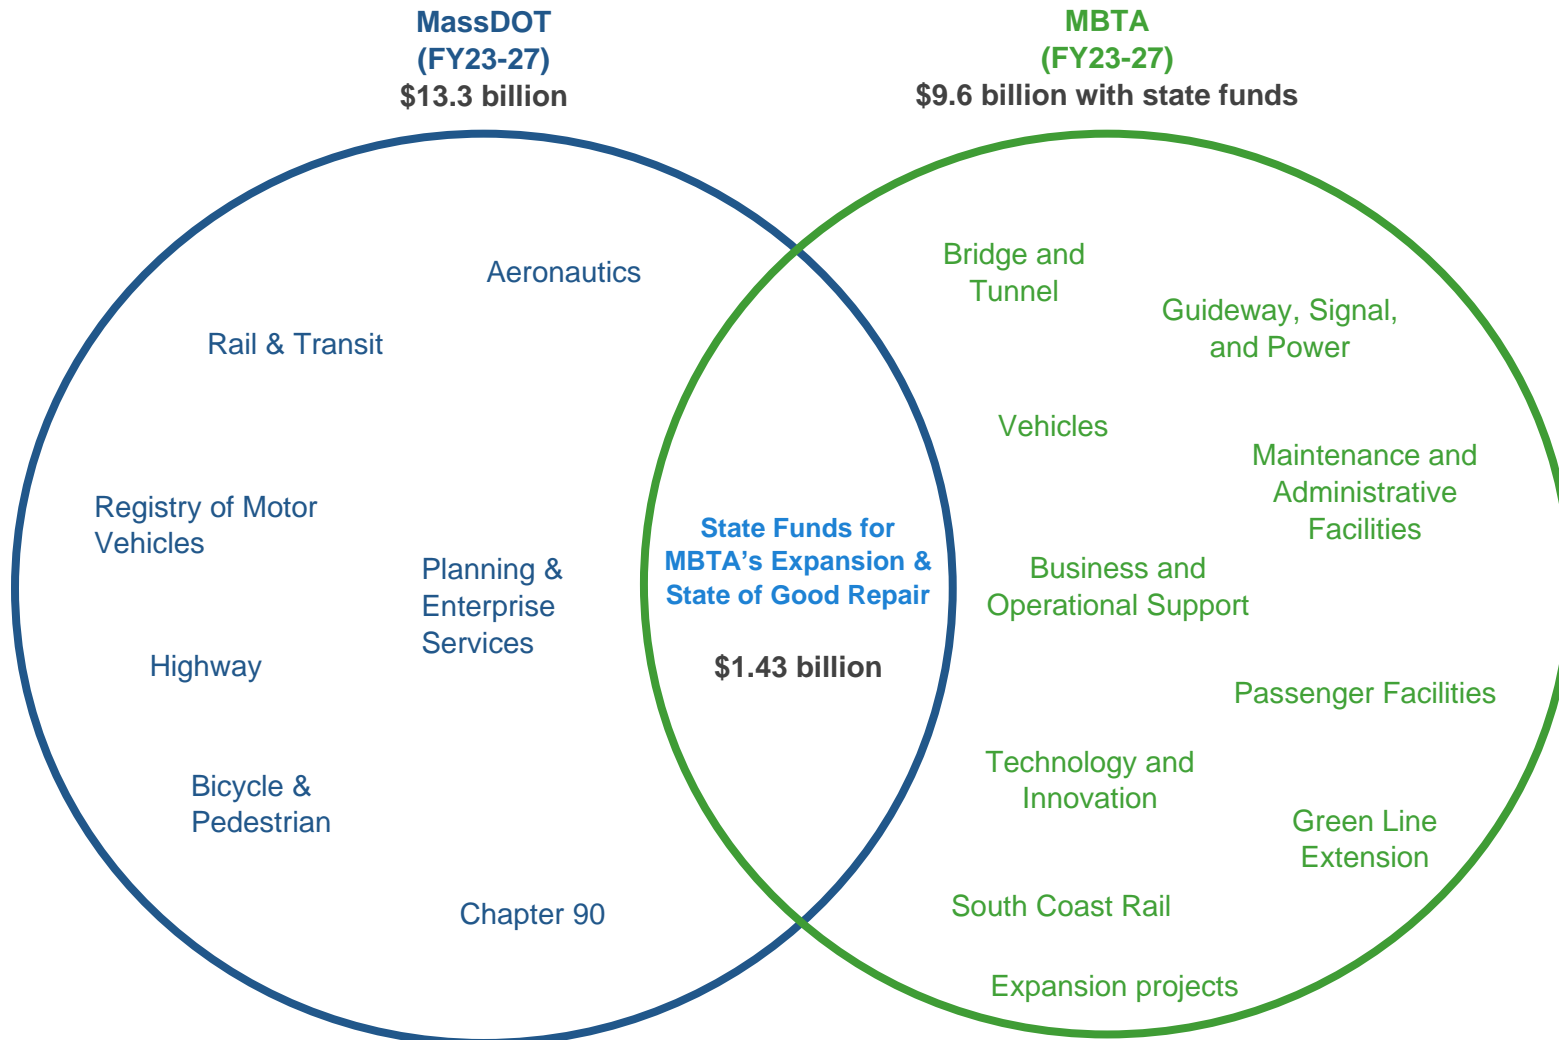 MassDOT
(FY23-27)
$13.3 billion
MBTA
(FY23-27)
$9.6 billion with state funds
Aeronautics
Rail & Transit
Registry of Motor
Vehicles
Planning &
Enterprise
Services
Highway
Bicycle &
Pedestrian
Chapter 90
State Funds for
MBTA’s Expansion &
State of Good Repair
$1.43 billion
Bridge and
Tunnel
Guideway, Signal,
and Power
Vehicles
Maintenance and
Administrative
Facilities
Business and
Operational Support
Passenger Facilities
Technology and
Innovation
Green Line
Extension
South Coast Rail
Expansion projects